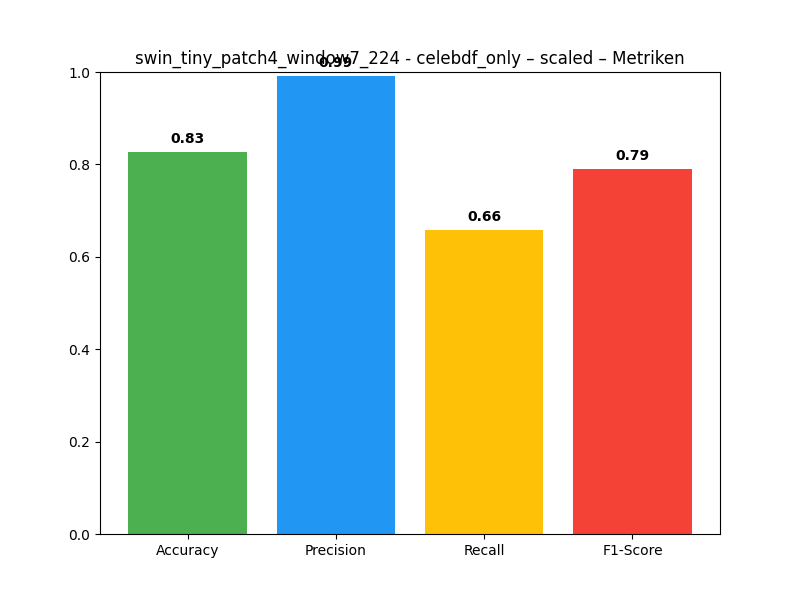 swin_tiny_patch4_window7_224 - celebdf_only – scaled – Metriken
0.99
1.0
0.83
0.8
0.79
0.66
0.6
0.4
0.2
0.0
Accuracy
Precision
Recall
F1-Score